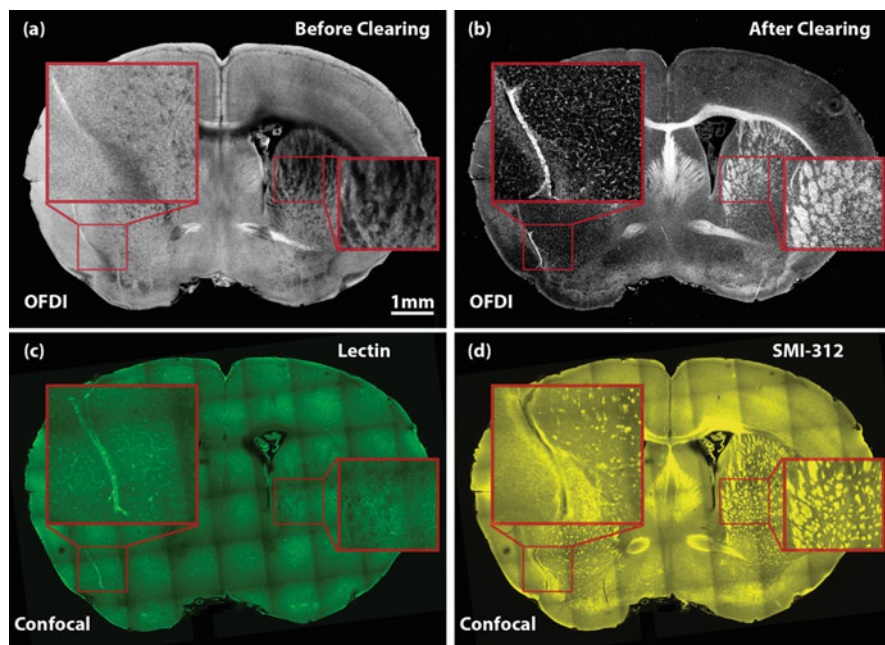 (a) Before Clearing
OFDI
1mm
(b) After Clearing
OFDI
(c) Lectin
Confocal
(d) SMI-312
Confocal